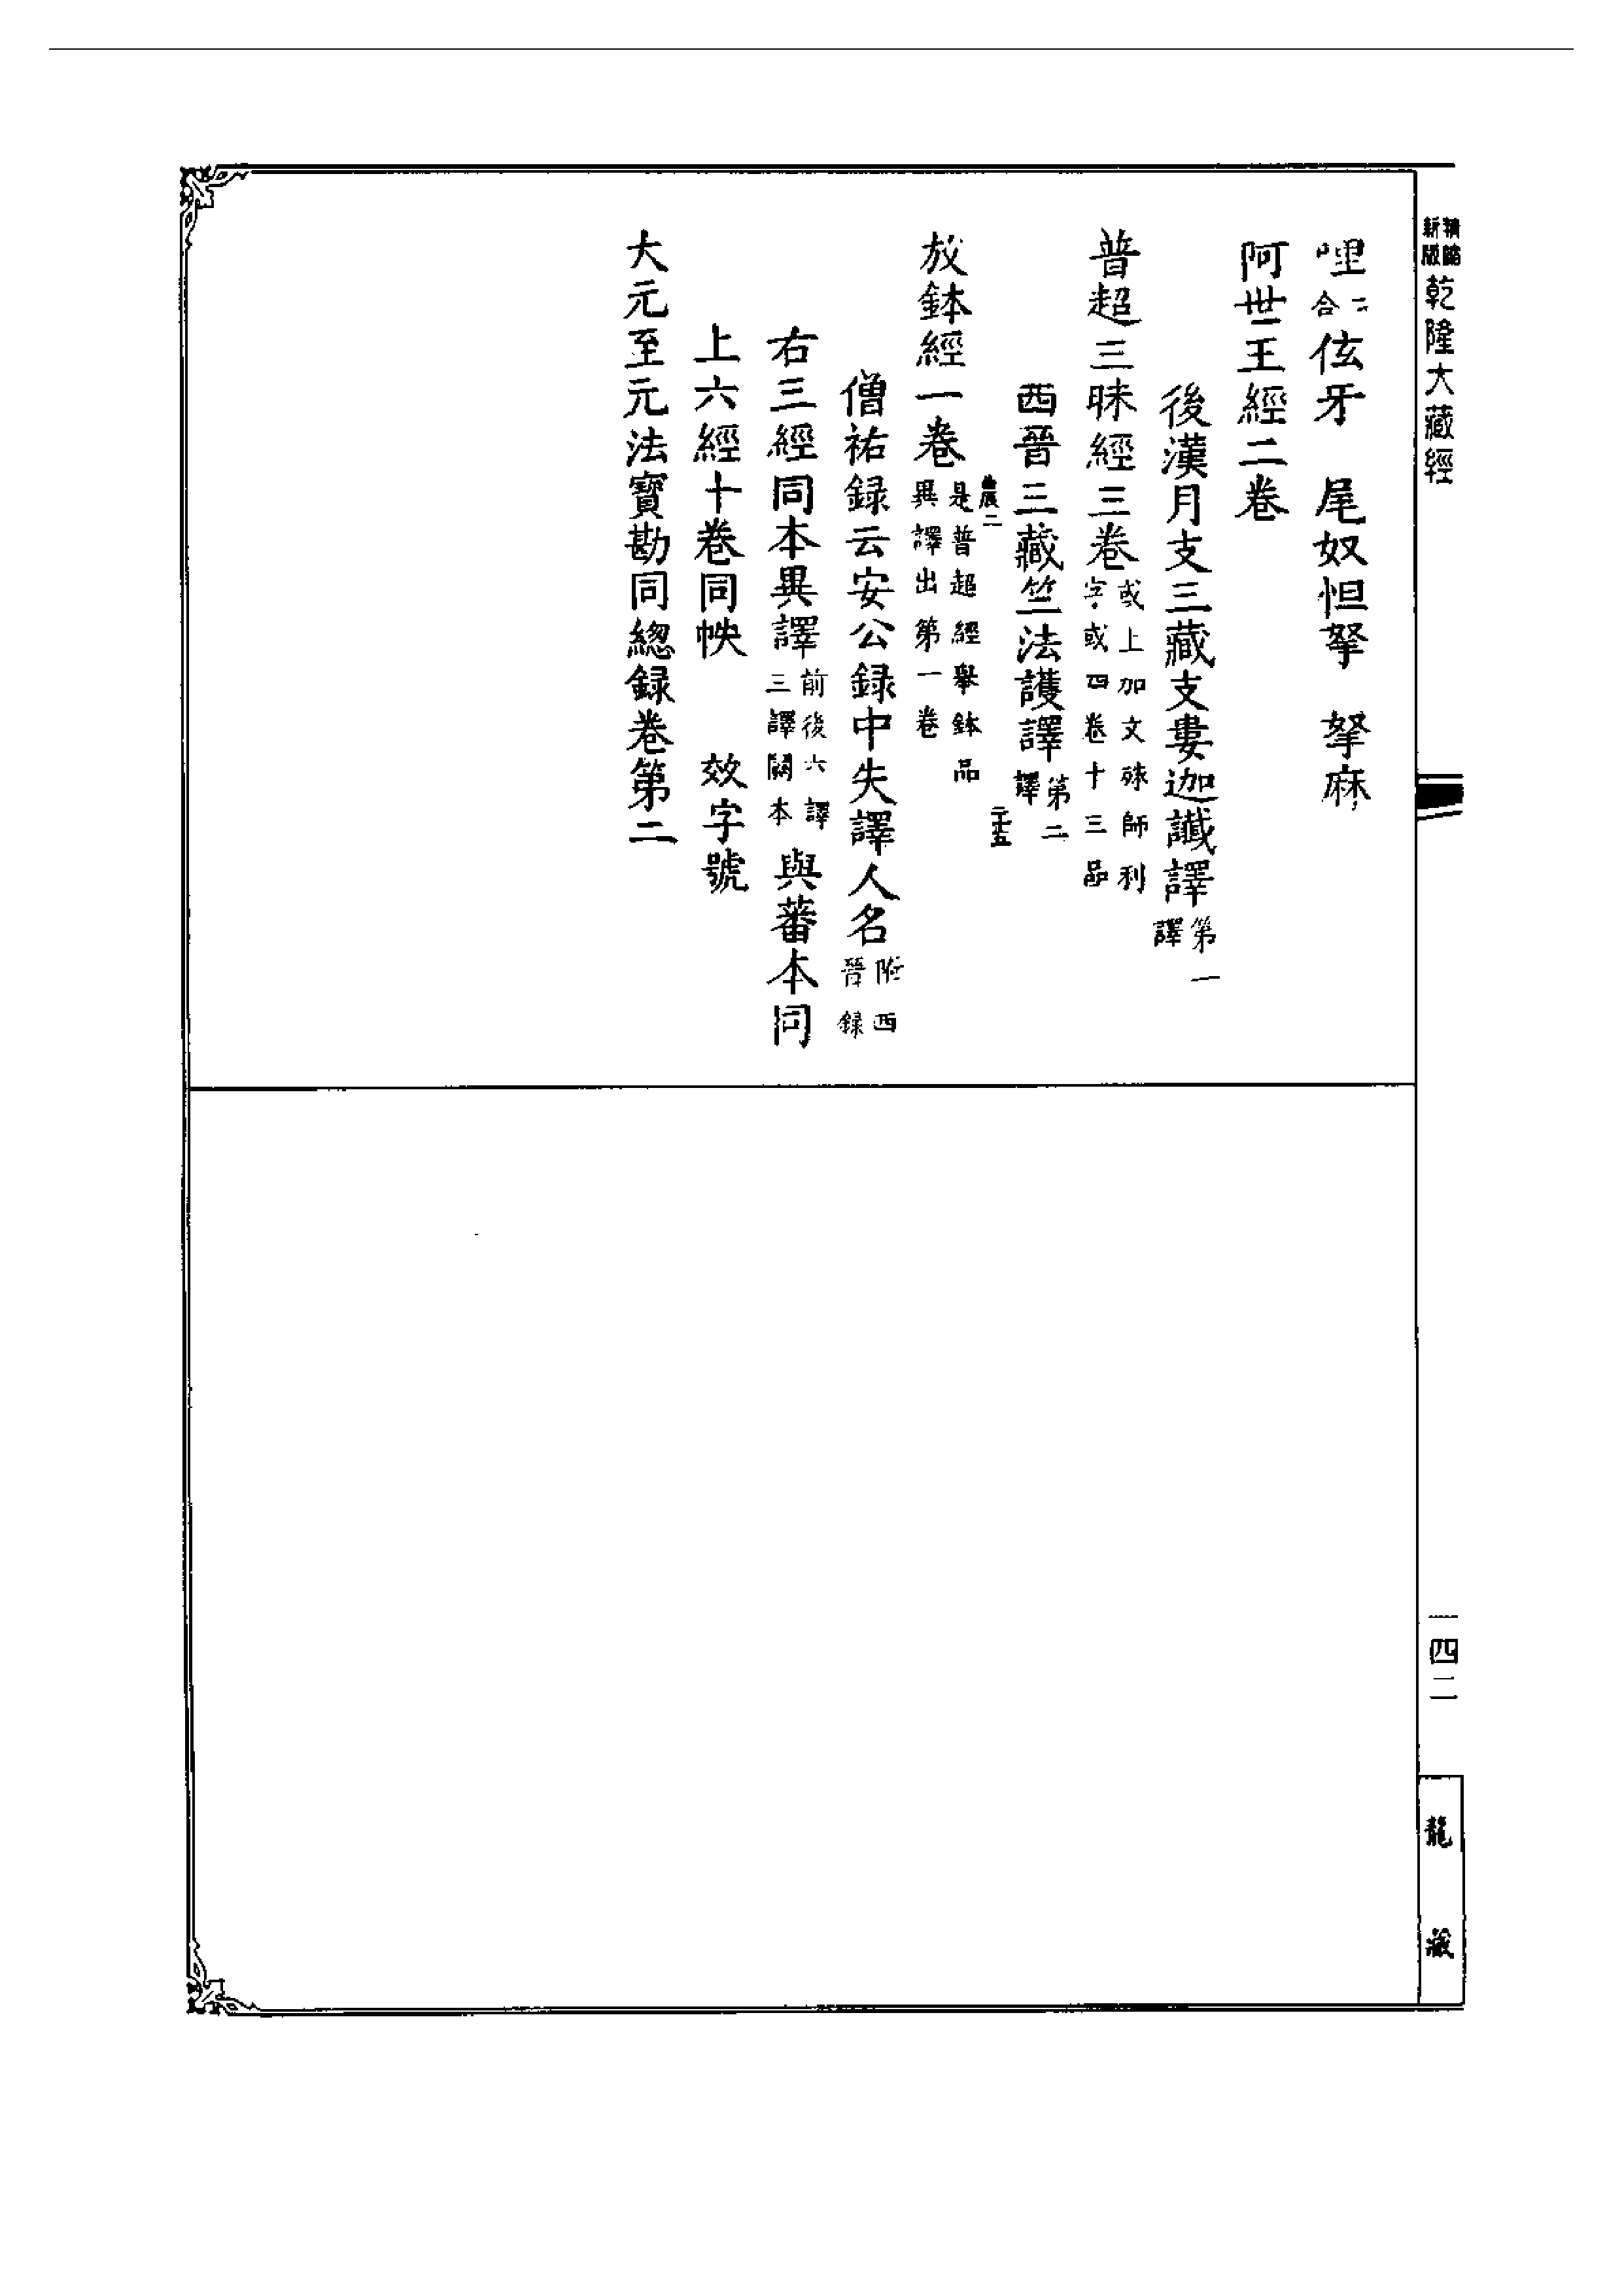 新版
乾隆大藏經
哩二合伭牙　尾奴怛拏　拏麻
阿世王經二卷
後漢月支三藏支婁迦讖譯第一譯
普超三昧經三卷或上加文殊師利字或四卷十三品
西晉三藏竺法護譯第二譯
農二　二十五
放鉢經一卷是普超經舉鉢品異譯出第一卷
僧祐録云安公録中失譯人名附西晉録
右三經同本異譯前後六譯三譯闕本與蕃本同
上六經十卷同帙　效字號
大元至元法寶勘同總録卷第二
一四二
龍藏